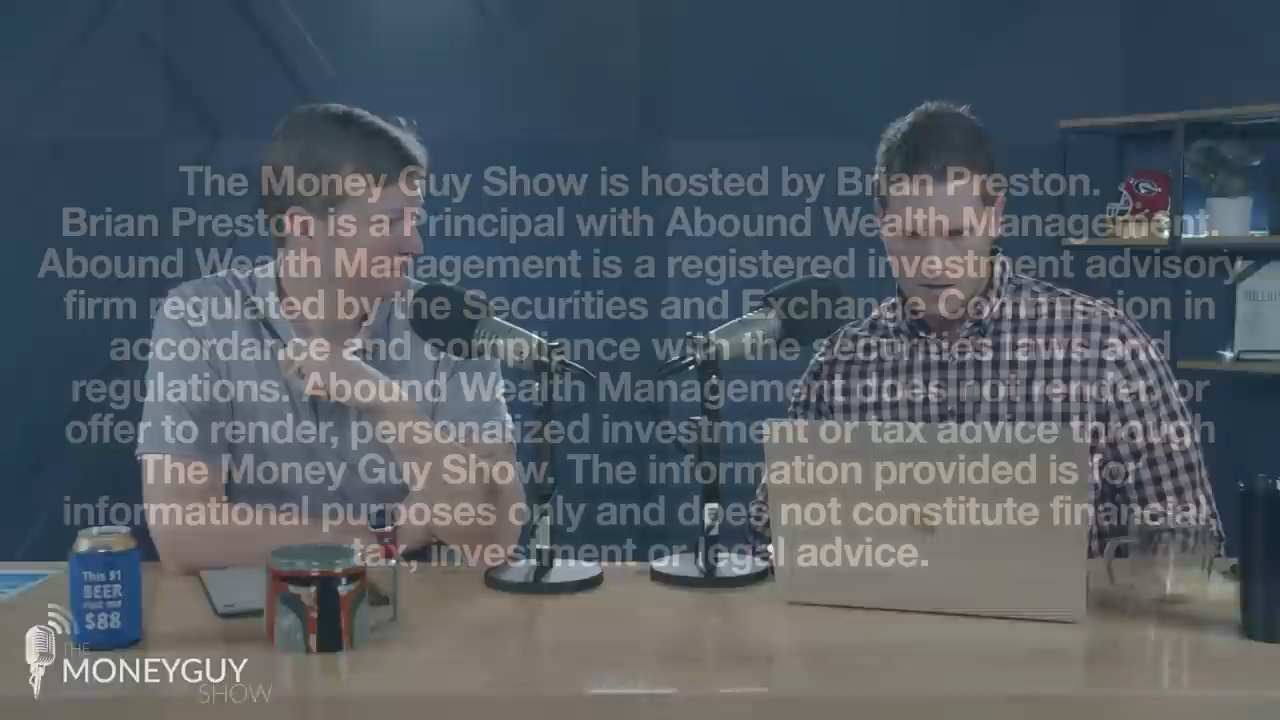 The Money Guy Show is hosted by Brian Preston.
Brian Preston is a Principal with Abound Wealth Management
Abound Wealth Management is a registered investment advisory
firm regulated by the Securities and Exchange Commission in
accordance and compliance with the securities laws and
regulations. Abound Wealth Management does not render, or
offer to render, personalized investment or tax advice through
The Money Guy Show. The information provided is for
informational purposes only and does not constitute financial,
tax, investment or legal advice.
This $1
BEER
cost me
$88
THE
MONEYGUY
SHOW